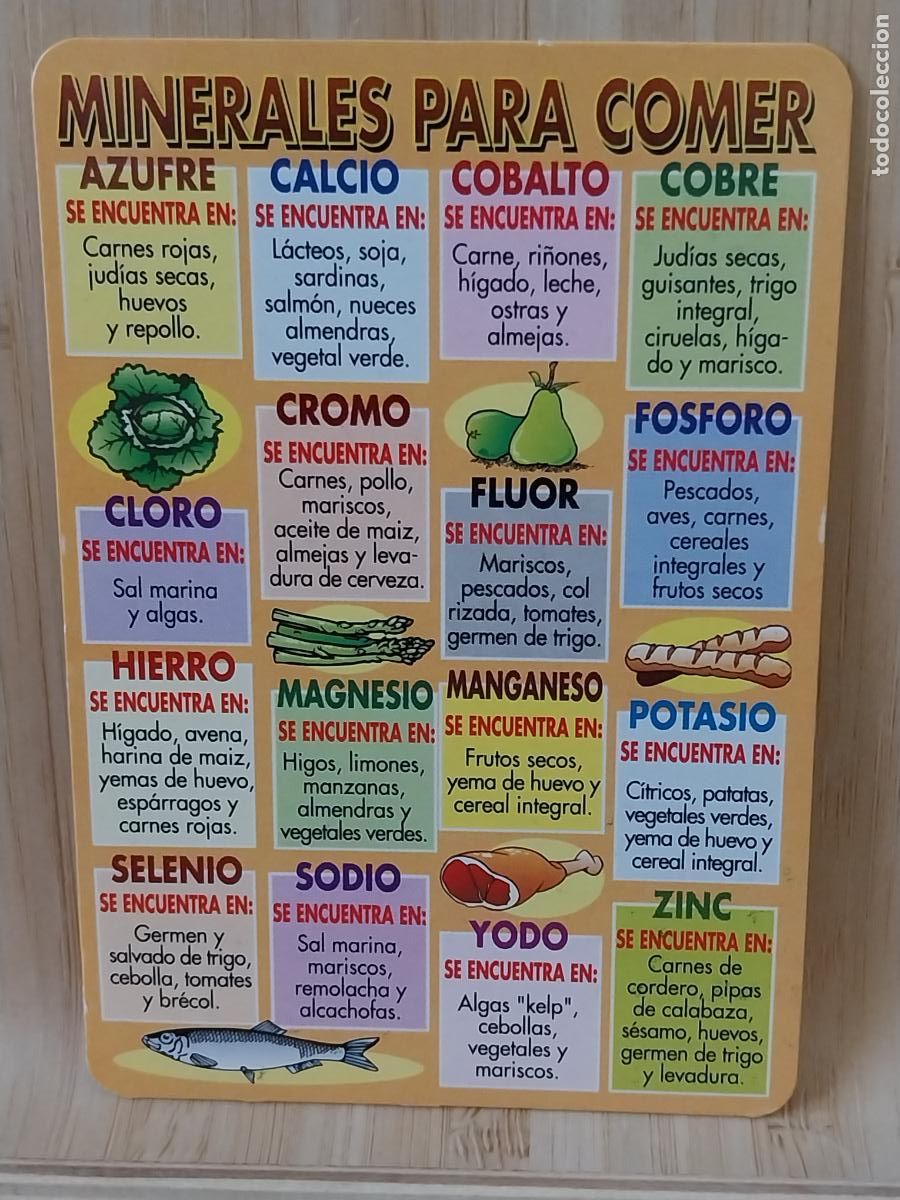 MINERALES PARA COMER
AZUFRE
SE ENCUENTRA EN:
Carnes rojas,
judías secas,
huevos
y repollo.
CALCIO
SE ENCUENTRA EN:
Lácteos, soja,
sardinas,
salmón, nueces
almendras,
vegetal verde.
COBALTO
SE ENCUENTRA EN:
Carne, riñones,
hígado, leche,
ostras y
almejas.
COBRE
SE ENCUENTRA EN:
Judías secas,
guisantes, trigo
integral,
ciruelas, híga-
do y marisco.
CLORO
SE ENCUENTRA EN:
Sal marina
y algas.
CROMO
SE ENCUENTRA EN:
Carnes, pollo,
mariscos,
aceite de maiz,
almejas y leva-
dura de cerveza.
FLUOR
SE ENCUENTRA EN:
Mariscos,
pescados, col
rizada, tomates,
germen de trigo.
FOSFORO
SE ENCUENTRA EN:
Pescados,
aves, carnes,
cereales
integrales y
frutos secos
HIERRO
SE ENCUENTRA EN:
Hígado, avena,
harina de maiz,
yemas de huevo,
espárragos y
carnes rojas.
MAGNESIO
SE ENCUENTRA EN:
Higos, limones,
manzanas,
almendras y
vegetales verdes.
MANGANESO
SE ENCUENTRA EN:
Frutos secos,
yema de huevo y
cereal integral.
POTASIO
SE ENCUENTRA EN:
Cítricos, patatas,
vegetales verdes,
yema de huevo y
cereal integral.
SELENIO
SE ENCUENTRA EN:
Germen y
salvado de trigo,
cebolla, tomates
y brécol.
SODIO
SE ENCUENTRA EN:
Sal marina,
mariscos,
remolacha y
alcachofas.
YODO
SE ENCUENTRA EN:
Algas "kelp",
cebollas,
vegetales y
mariscos.
ZINC
SE ENCUENTRA EN:
Carnes de
cordero, pipas
de calabaza,
sésamo, huevos,
germen de trigo
y levadura.
todocoleccion